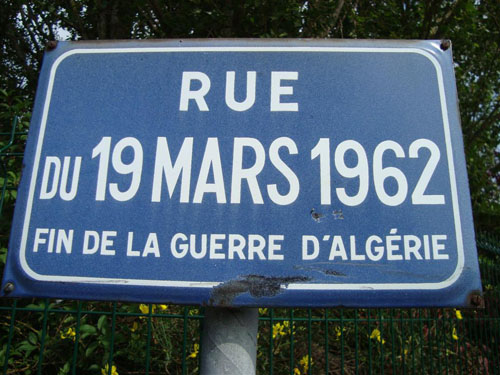 RUE
DU 19 MARS 1962
FIN DE LA GUERRE D'ALGÉRIE